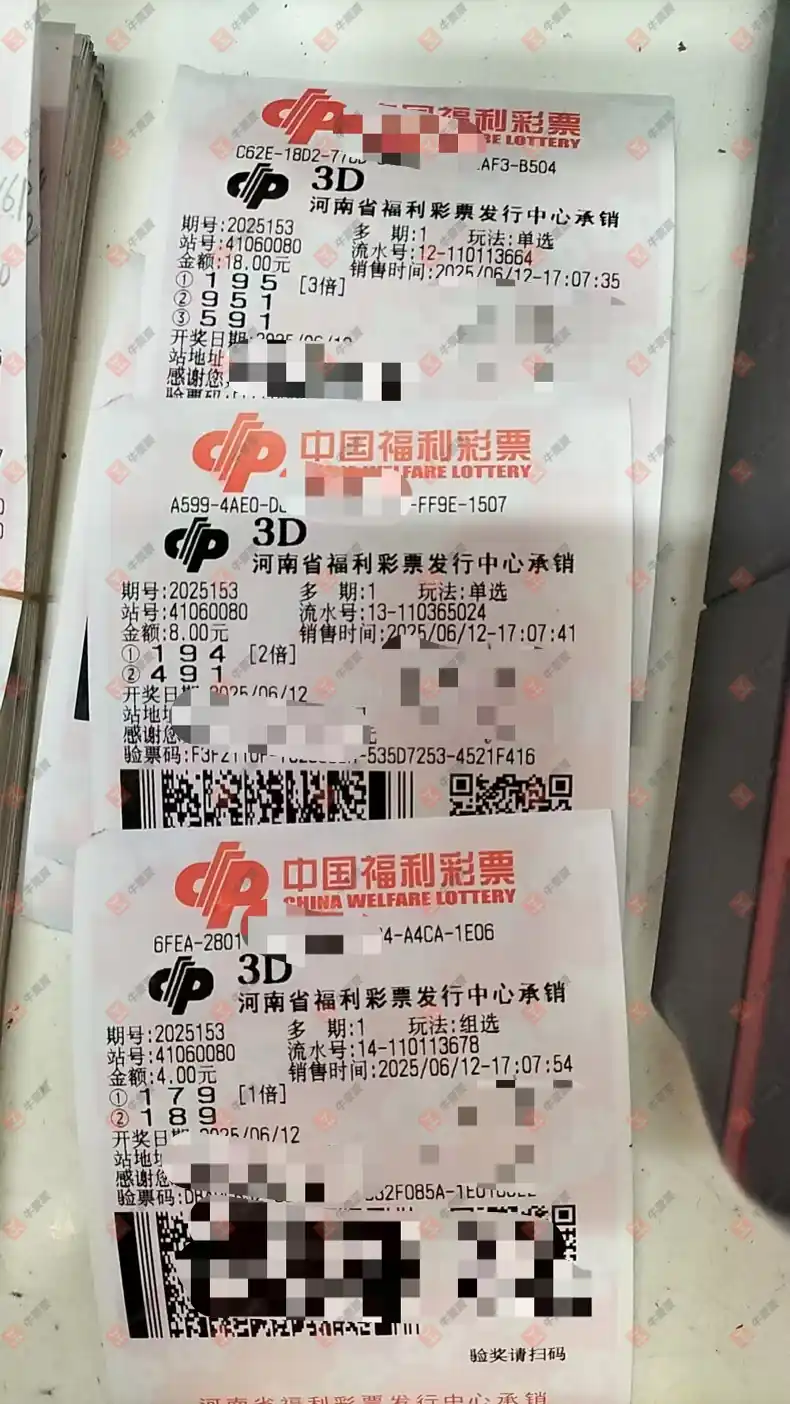 中国福利彩票
BE LOTTERY
C62E-18D2-77
AF3-B504
3D
河南省福利彩票发行中心承销
期号:2025153 多 期:1 玩法:单选
站号:41060080 流水号:12-110113664
金额:18.00元 销售时间:2025/06/12-17:07:35
① 1 9 5 [3倍]
② 9 5 1
③ 5 9 1
开奖日期:2025/06/12
站地址
感谢您
验票码:
中国福利彩票
WELFARE LOTTERY
A599-4AE0-D
-FF9E-1507
3D
河南省福利彩票发行中心承销
期号:2025153 多 期:1 玩法:单选
站号:41060080 流水号:13-110365024
金额:8.00元 销售时间:2025/06/12-17:07:41
① 1 9 4 [2倍]
② 4 9 1
开奖日期 2025/06/12
站地址
感谢您
验票码:F3F2110F -535D7253-4521F416
中国福利彩票
CHINA WELFARE LOTTERY
6FEA-2801 4-A4CA-1E06
3D
河南省福利彩票发行中心承销
期号:2025153 多 期:1 玩法:组选
站号:41060080 流水号:14-110113678
金额:4.00元 销售时间:2025/06/12-17:07:54
① 1 7 9 [1倍]
② 1 8 9
开奖日期 2025/06/12
站地址
感谢您
验票码: 32F085A-1E0
验奖请扫码
河南省福利彩票发行中心承销